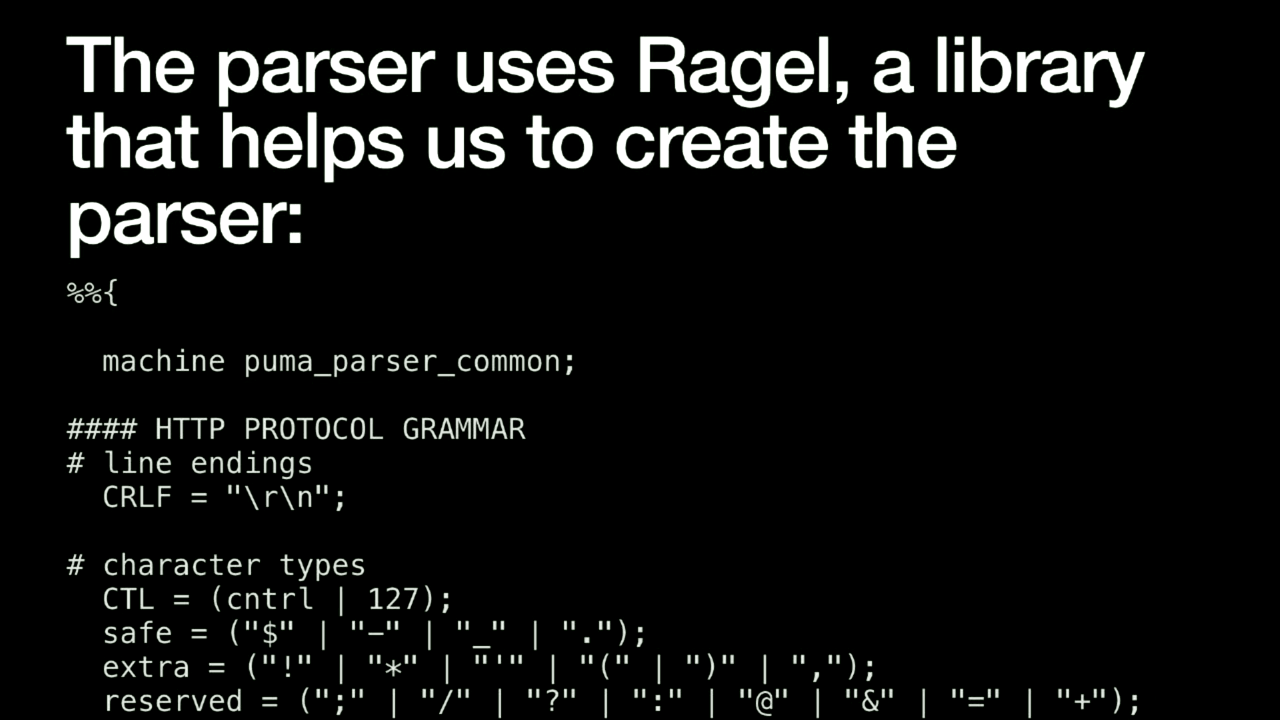 The parser uses Ragel, a library
that helps us to create the
parser:
%%{
machine puma_parser_common;
#### HTTP PROTOCOL GRAMMAR
# line endings
CRLF = "\r\n";
# character types
CTL = (cntrl | 127);
safe = ("$" | "-" | "_" | ".");
extra = ("!" | "*" | "'" | "(" | ")" | ",");
reserved = (";" | "/" | "?" | ":" | "@" | "&" | "=" | "+");